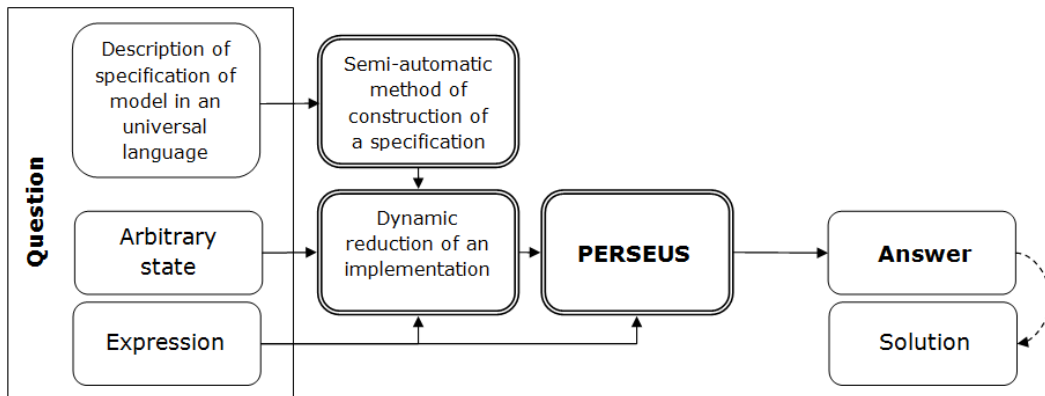 Question
Description of
specification of
model in an
universal
language
Semi-automatic
method of
construction of
a specification
Arbitrary
state
Dynamic
reduction of an
implementation
PERSEUS
Answer
Expression
Solution